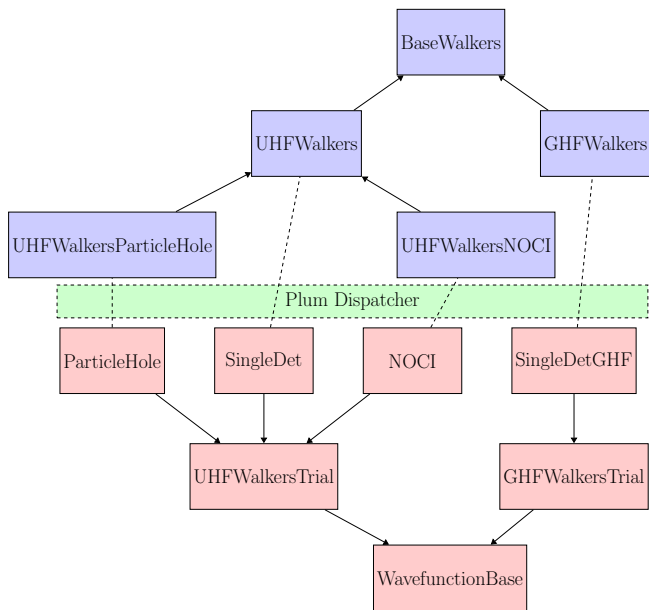 BaseWalkers
UHFWalkers
GHFWalkers
UHFWalkersParticleHole
UHFWalkersNOCI
Plum Dispatcher
ParticleHole
SingleDet
NOCI
SingleDetGHF
UHFWalkersTrial
GHFWalkersTrial
WavefunctionBase